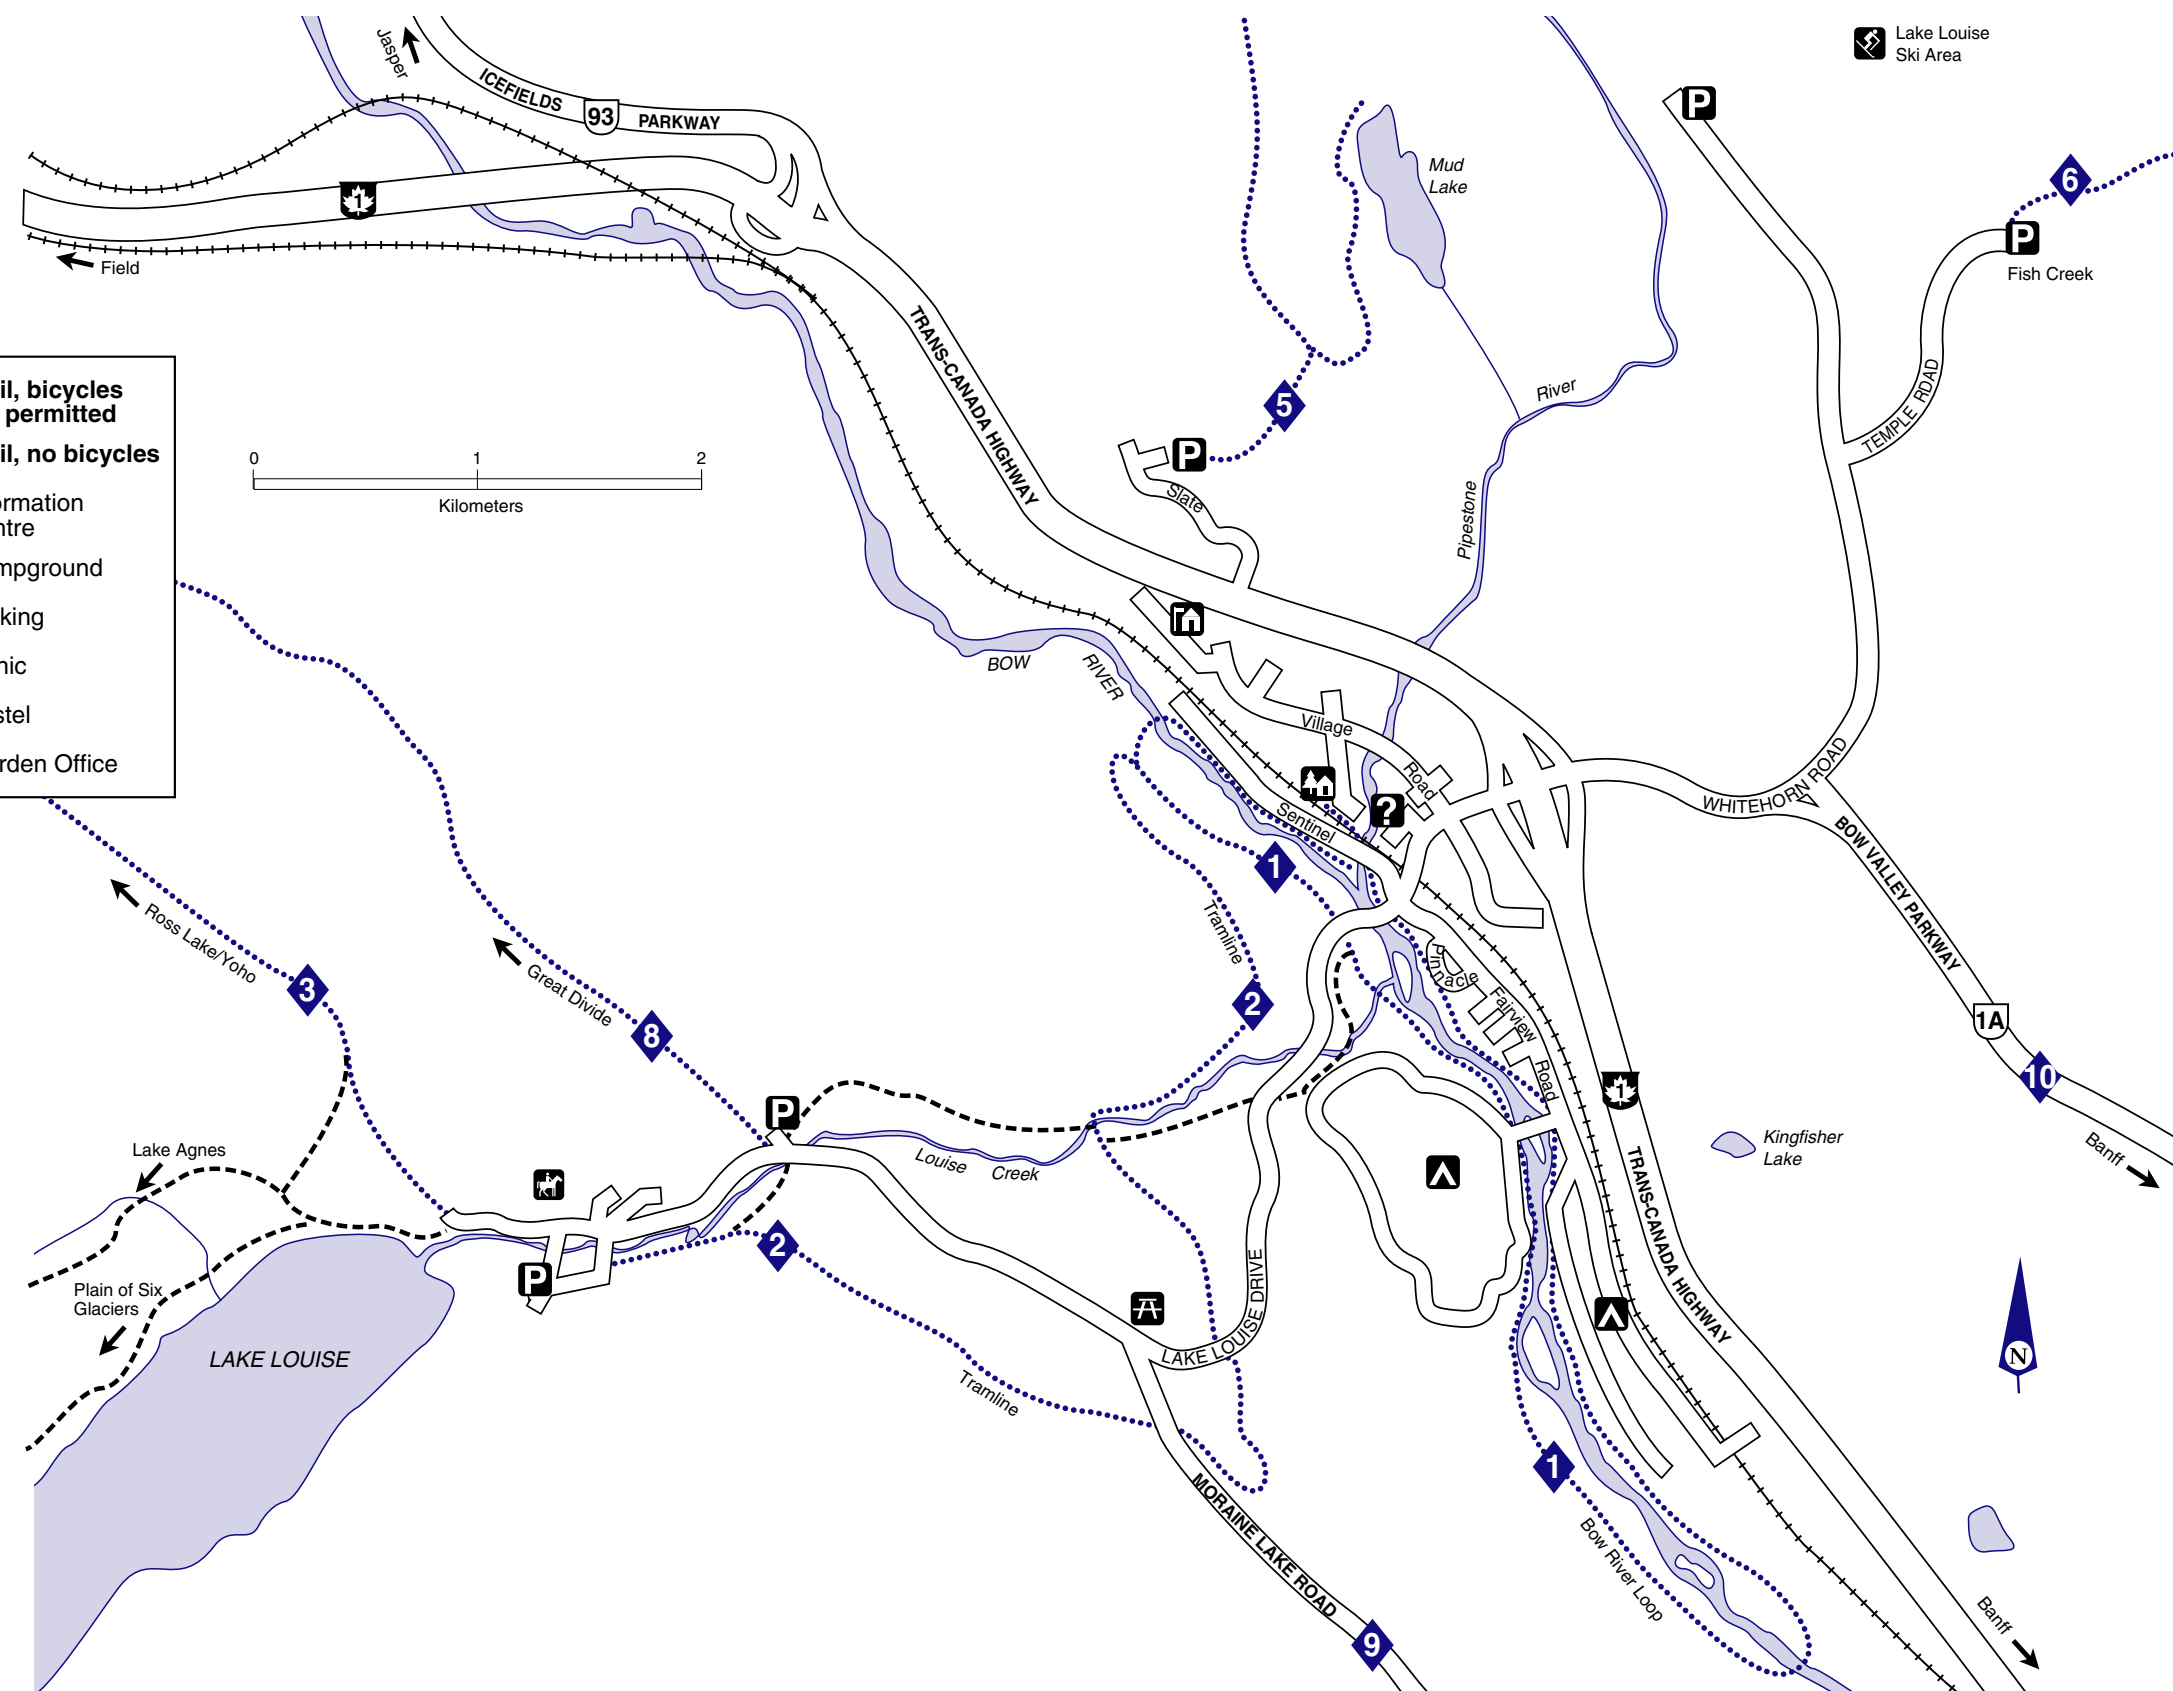 Lake Louise
Ski Area
Jasper
ICEFIELDS
93
PARKWAY
P
Mud
Lake
6
P
Fish Creek
1
Field
TRANS-CANADA HIGHWAY
River
TEMPLE RDAD
il, bicycles
permitted
il, no bicycles
ormation
ntre
mpground
king
nic
stel
rden Office
0 1 2
Kilometers
5
P
Slate
Pipestone
BOW
RIVER
Village
Road
?
Sentinel
WHITEHORN ROAD
BOW VALLEY PARKWAY
1
Tramline
2
Ross Lake/Yoho
3
Great Divide
8
Pinnacle
Fairview
Road
1A
10
1
Banff
P
Lake Agnes
Louise
Creek
Kingfisher
Lake
TRANS-CANADA HIGHWAY
2
P
Plain of Six
Glaciers
LAKE LOUISE
LAKE LOUISE DRIVE
Tramline
N
MORAINE LAKE ROAD
1
Bow River Loop
9
Banff